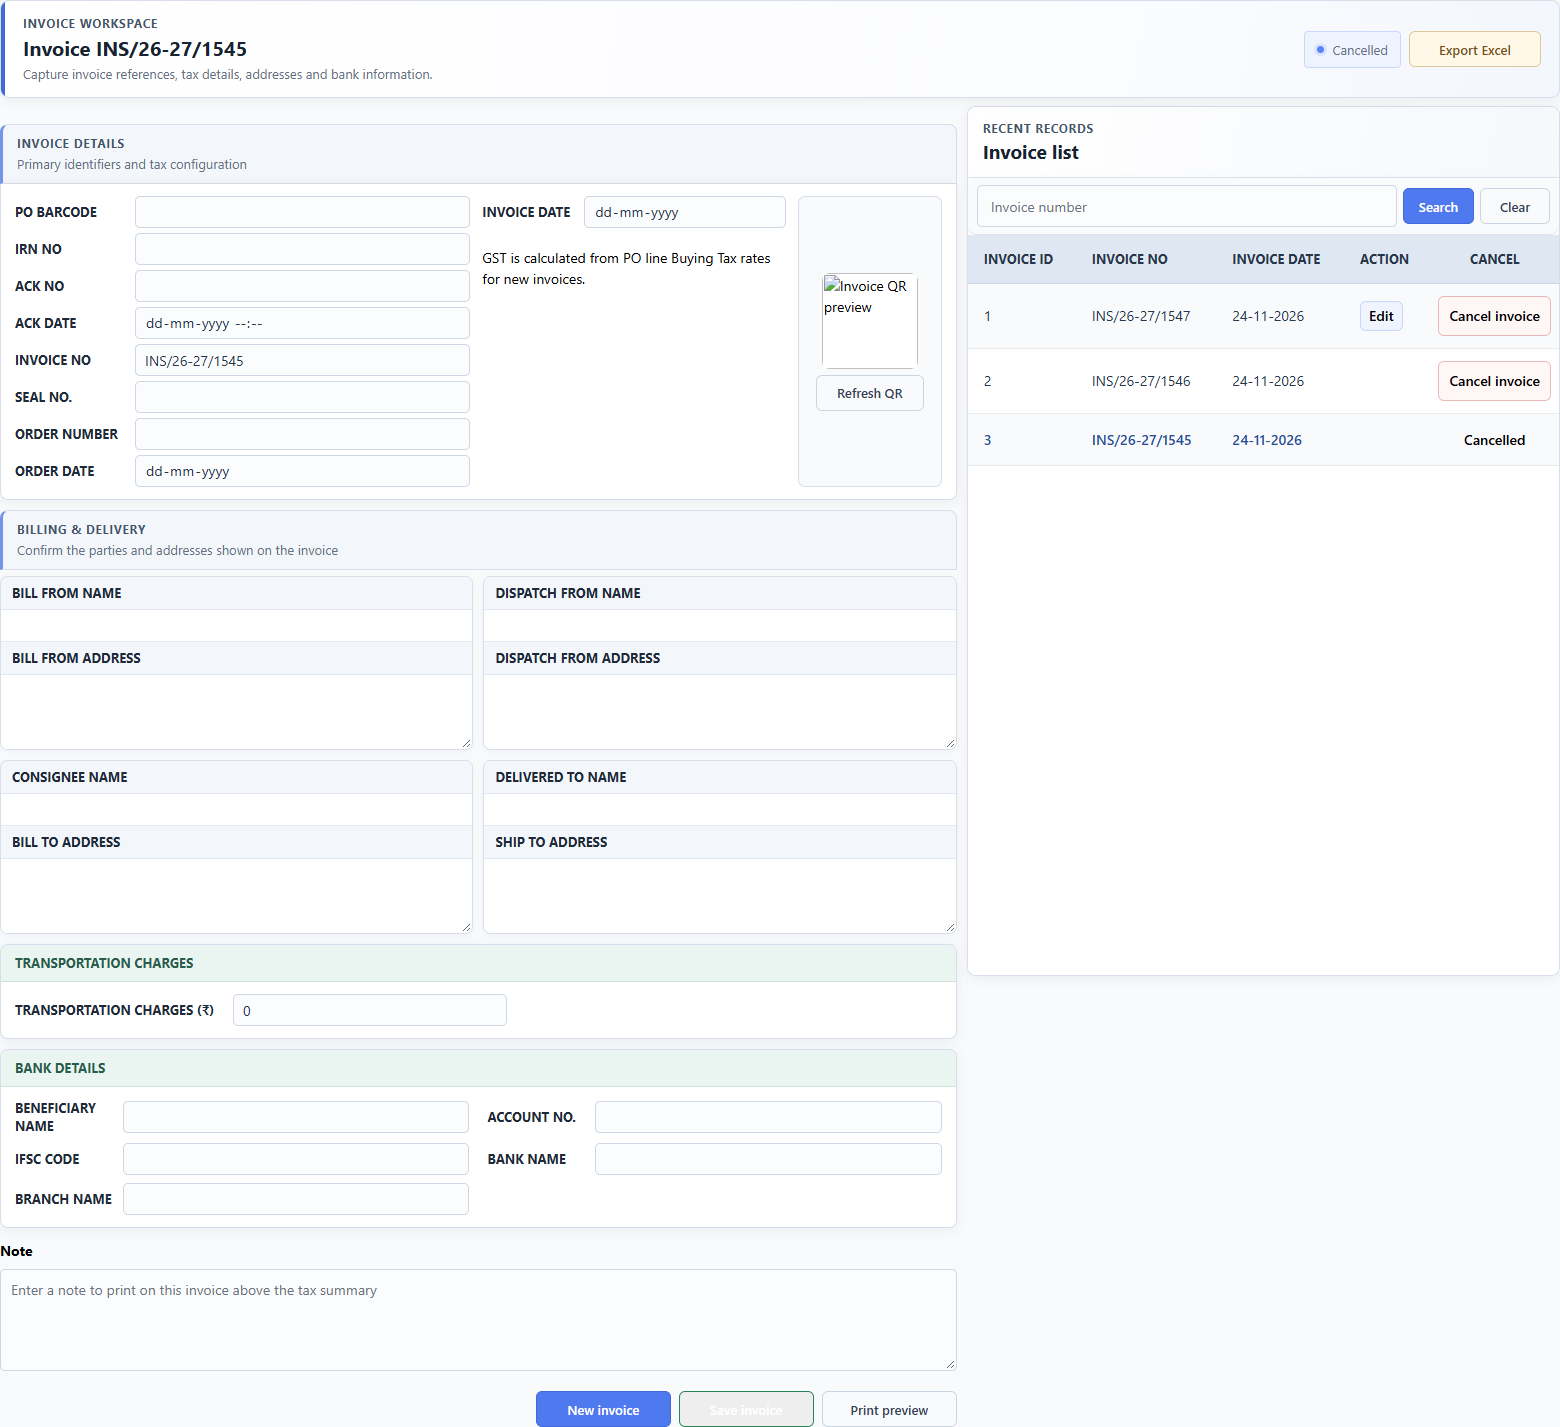 INVOICE WORKSPACE
Invoice INS/26-27/1545
Capture invoice references, tax details, addresses and bank information.
Cancelled
Export Excel
INVOICE DETAILS
Primary identifiers and tax configuration
PO BARCODE
IRN NO
ACK NO
ACK DATE
dd-mm-yyyy --:--
INVOICE NO
INS/26-27/1545
SEAL NO.
ORDER NUMBER
ORDER DATE
dd-mm-yyyy
INVOICE DATE
dd-mm-yyyy
GST is calculated from PO line Buying Tax rates
for new invoices.
Invoice QR
preview
Refresh QR
BILLING & DELIVERY
Confirm the parties and addresses shown on the invoice
BILL FROM NAME
BILL FROM ADDRESS
DISPATCH FROM NAME
DISPATCH FROM ADDRESS
CONSIGNEE NAME
BILL TO ADDRESS
DELIVERED TO NAME
SHIP TO ADDRESS
TRANSPORTATION CHARGES
TRANSPORTATION CHARGES (₹)
0
BANK DETAILS
BENEFICIARY
NAME
ACCOUNT NO.
IFSC CODE
BANK NAME
BRANCH NAME
Note
Enter a note to print on this invoice above the tax summary
New invoice
Save invoice
Print preview
RECENT RECORDS
Invoice list
Invoice number
Search
Clear
INVOICE ID INVOICE NO INVOICE DATE ACTION CANCEL
1 INS/26-27/1547 24-11-2026 Edit Cancel invoice
2 INS/26-27/1546 24-11-2026 Cancel invoice
3 INS/26-27/1545 24-11-2026 Cancelled